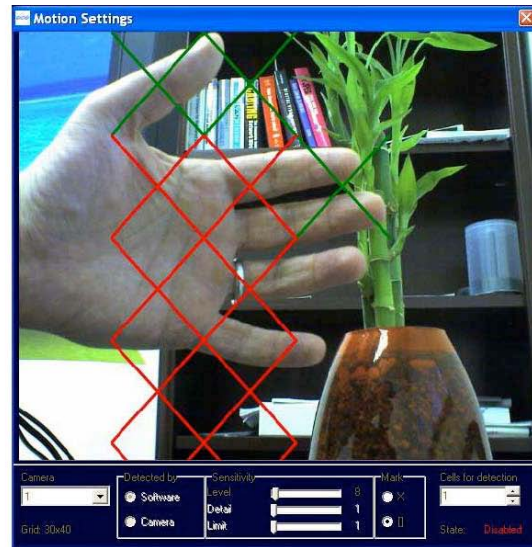 Motion Settings
Camera
1
Grid: 30x40
Detected by
Software
Camera
Sensitivity
Level 8
Detail 1
Limit 1
Mark
X
[]
Cells for detection
1
State: Disabled